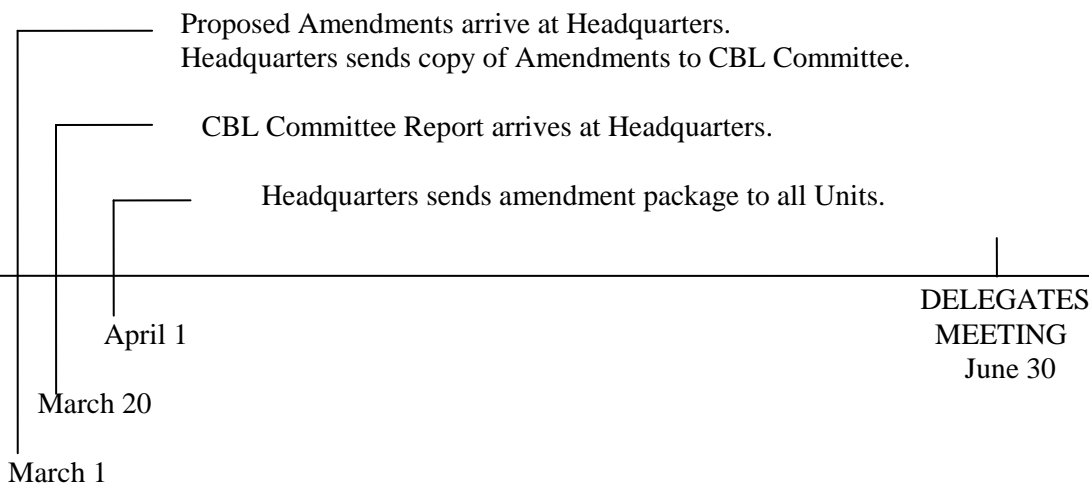 Proposed Amendments arrive at Headquarters.
Headquarters sends copy of Amendments to CBL Committee.
CBL Committee Report arrives at Headquarters.
Headquarters sends amendment package to all Units.
DELEGATES
MEETING
June 30
April 1
March 20
March 1